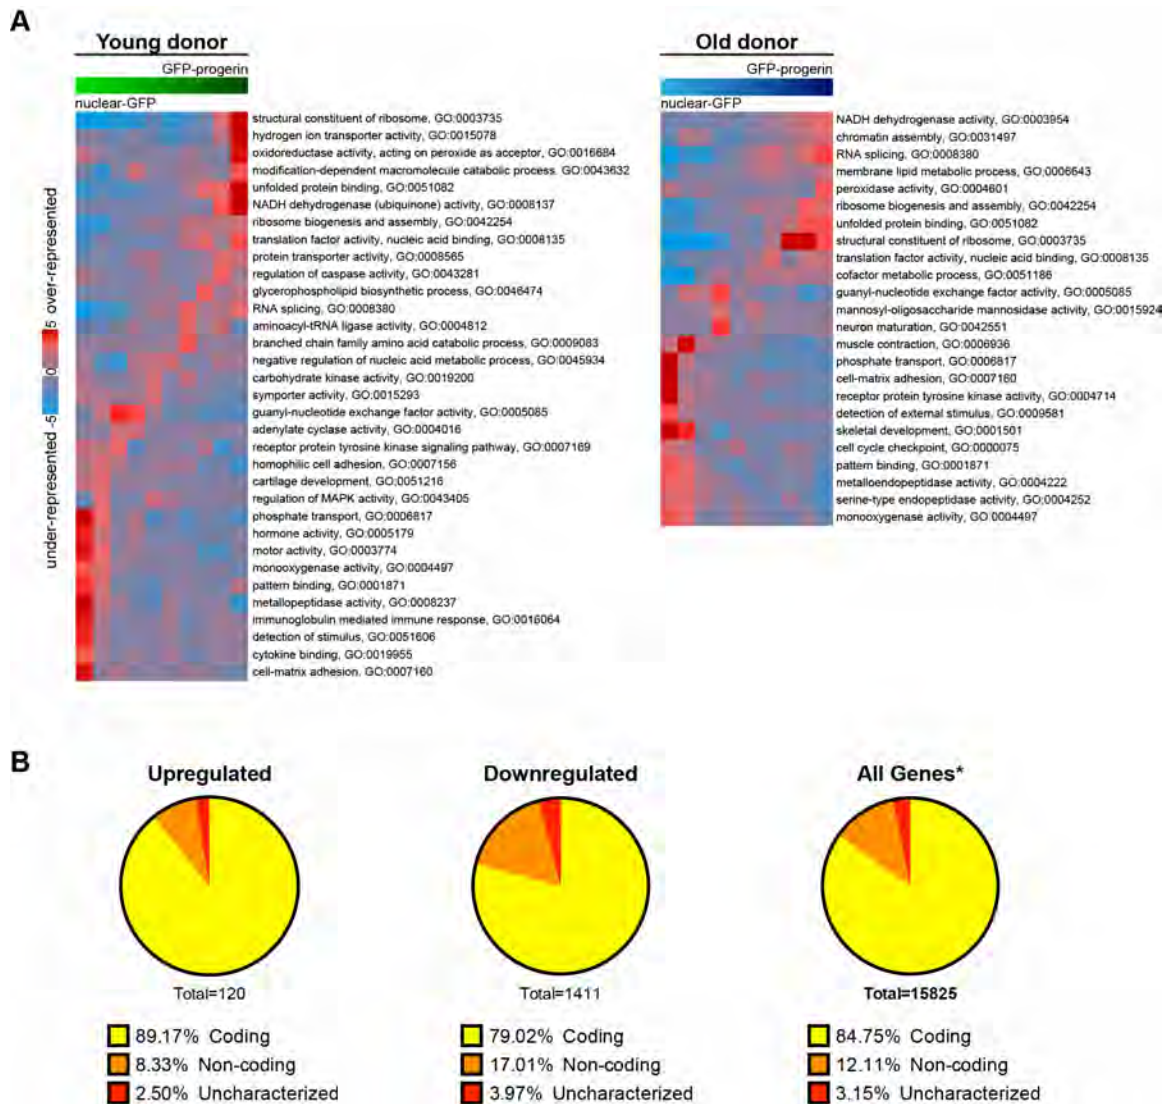 A
Young donor
GFP-progerin
nuclear-GFP
structural constituent of ribosome, GO:0003735
hydrogen ion transporter activity, GO:0015078
oxidoreductase activity, acting on peroxide as acceptor, GO:0016684
modification-dependent macromolecule catabolic process, GO:0043632
unfolded protein binding, GO:0051082
NADH dehydrogenase (ubiquinone) activity, GO:0008137
ribosome biogenesis and assembly, GO:0042254
translation factor activity, nucleic acid binding, GO:0008135
protein transporter activity, GO:0008565
regulation of caspase activity, GO:0043281
glycerophospholipid biosynthetic process, GO:0046474
RNA splicing, GO:0008380
aminoacyl-tRNA ligase activity, GO:0004812
branched chain family amino acid catabolic process, GO:0009083
negative regulation of nucleic acid metabolic process, GO:0045934
carbohydrate kinase activity, GO:0019200
symporter activity, GO:0015293
guanyl-nucleotide exchange factor activity, GO:0005085
adenylate cyclase activity, GO:0004016
receptor protein tyrosine kinase signaling pathway, GO:0007169
homophilic cell adhesion, GO:0007156
cartilage development, GO:0051216
regulation of MAPK activity, GO:0043405
phosphate transport, GO:0006817
hormone activity, GO:0005179
motor activity, GO:0003774
monooxygenase activity, GO:0004497
pattern binding, GO:0001871
metallopeptidase activity, GO:0008237
immunoglobulin mediated immune response, GO:0016064
detection of stimulus, GO:0051606
cytokine binding, GO:0019955
cell-matrix adhesion, GO:0007160
under-represented -5 0 5 over-represented
Old donor
GFP-progerin
nuclear-GFP
NADH dehydrogenase activity, GO:0003954
chromatin assembly, GO:0031497
RNA splicing, GO:0008380
membrane lipid metabolic process, GO:0006643
peroxidase activity, GO:0004601
ribosome biogenesis and assembly, GO:0042254
unfolded protein binding, GO:0051082
structural constituent of ribosome, GO:0003735
translation factor activity, nucleic acid binding, GO:0008135
cofactor metabolic process, GO:0051186
guanyl-nucleotide exchange factor activity, GO:0005085
mannosyl-oligosaccharide mannosidase activity, GO:0015924
neuron maturation, GO:0042551
muscle contraction, GO:0006936
phosphate transport, GO:0006817
cell-matrix adhesion, GO:0007160
receptor protein tyrosine kinase activity, GO:0004714
detection of external stimulus, GO:0009581
skeletal development, GO:0001501
cell cycle checkpoint, GO:0000075
pattern binding, GO:0001871
metalloendopeptidase activity, GO:0004222
serine-type endopeptidase activity, GO:0004252
monooxygenase activity, GO:0004497
B
Upregulated
Total=120
89.17% Coding
8.33% Non-coding
2.50% Uncharacterized
Downregulated
Total=1411
79.02% Coding
17.01% Non-coding
3.97% Uncharacterized
All Genes*
Total=15825
84.75% Coding
12.11% Non-coding
3.15% Uncharacterized